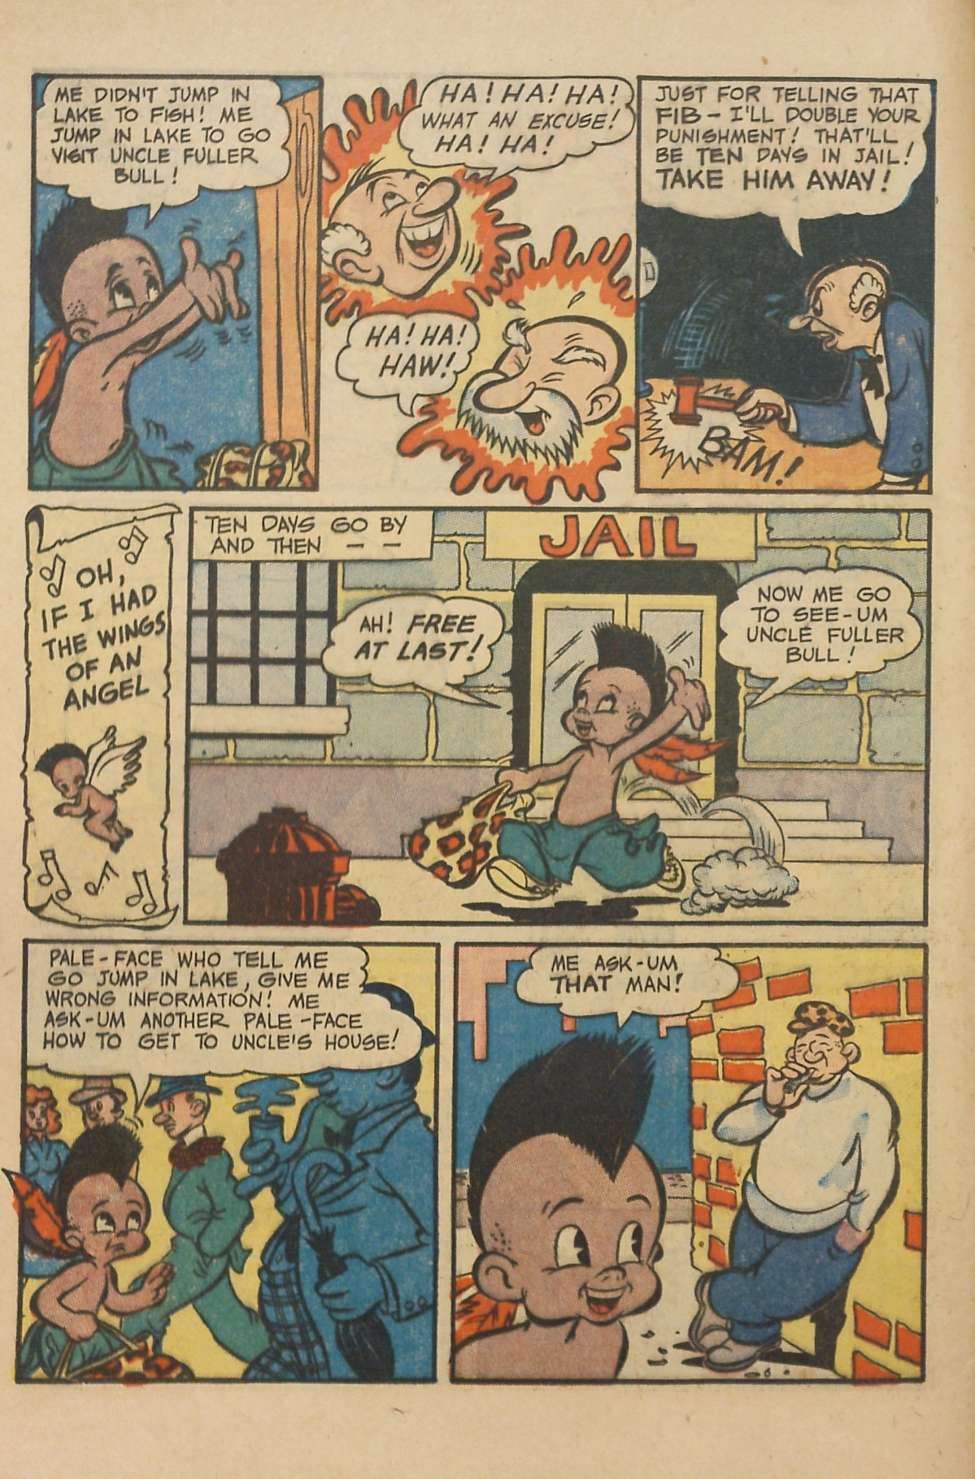 ME DIDN'T JUMP IN
LAKE TO FISH! ME
JUMP IN LAKE TO GO
VISIT UNCLE FULLER
BULL!
HA! HA! HA!
WHAT AN EXCUSE!
HA! HA!
HA! HA!
HAW!
JUST FOR TELLING THAT
FIB - I'LL DOUBLE YOUR
PUNISHMENT! THAT'LL
BE TEN DAYS IN JAIL!
TAKE HIM AWAY!
BAM!
OH,
IF I HAD
THE WINGS
OF AN
ANGEL
TEN DAYS GO BY
AND THEN - -
JAIL
AH! FREE
AT LAST!
NOW ME GO
TO SEE-UM
UNCLE FULLER
BULL!
PALE-FACE WHO TELL ME
GO JUMP IN LAKE, GIVE ME
WRONG INFORMATION! ME
ASK-UM ANOTHER PALE-FACE
HOW TO GET TO UNCLE'S HOUSE!
ME ASK-UM
THAT MAN!